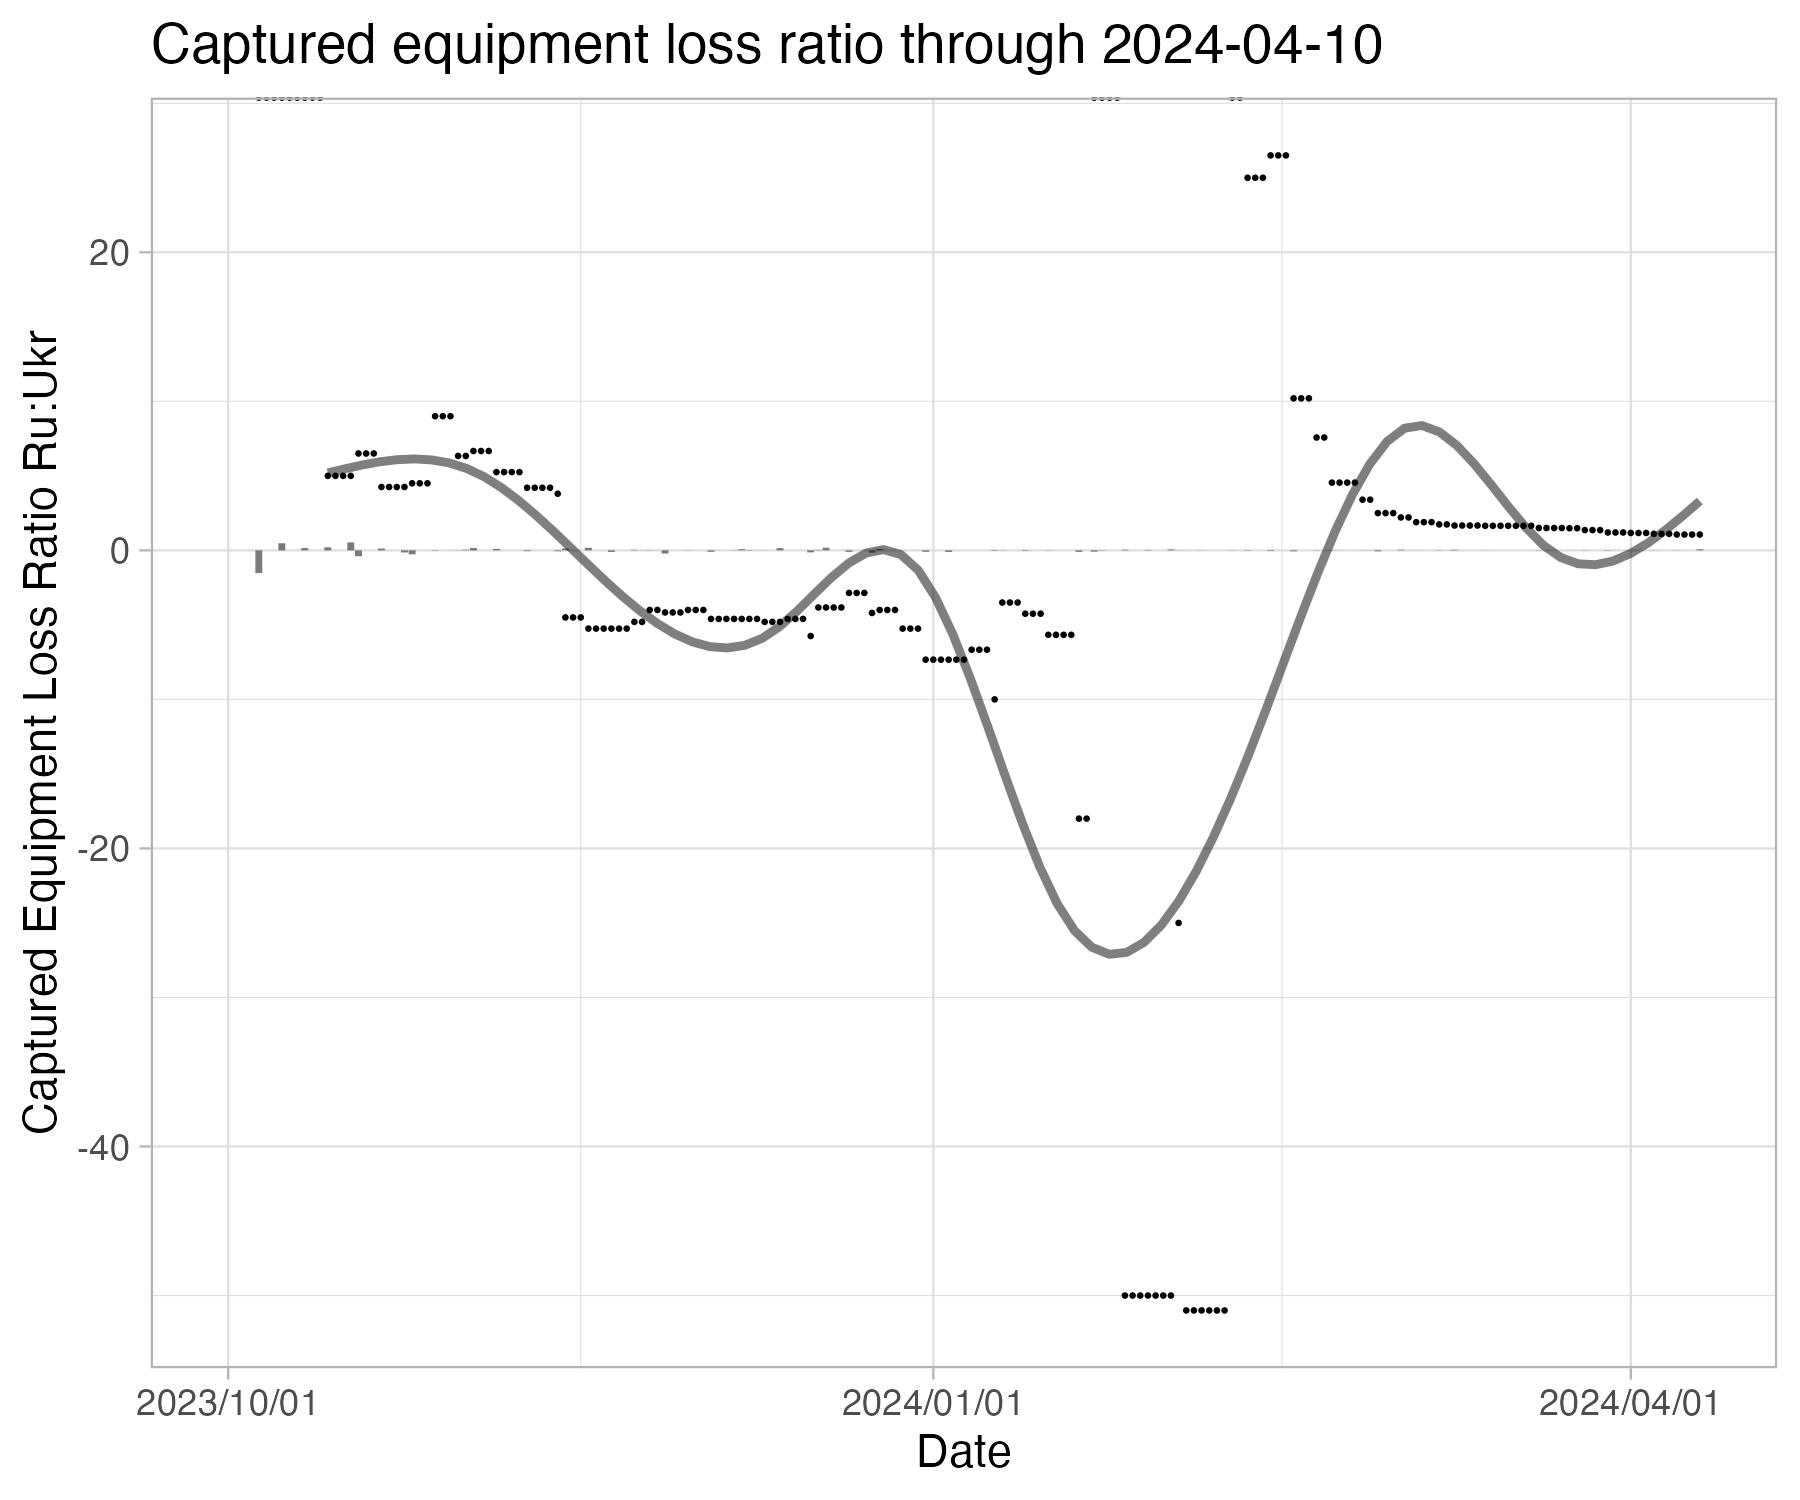 Captured equipment loss ratio through 2024-04-10
Captured Equipment Loss Ratio Ru:Ukr
20
0
-20
-40
2023/10/01
2024/01/01
2024/04/01
Date